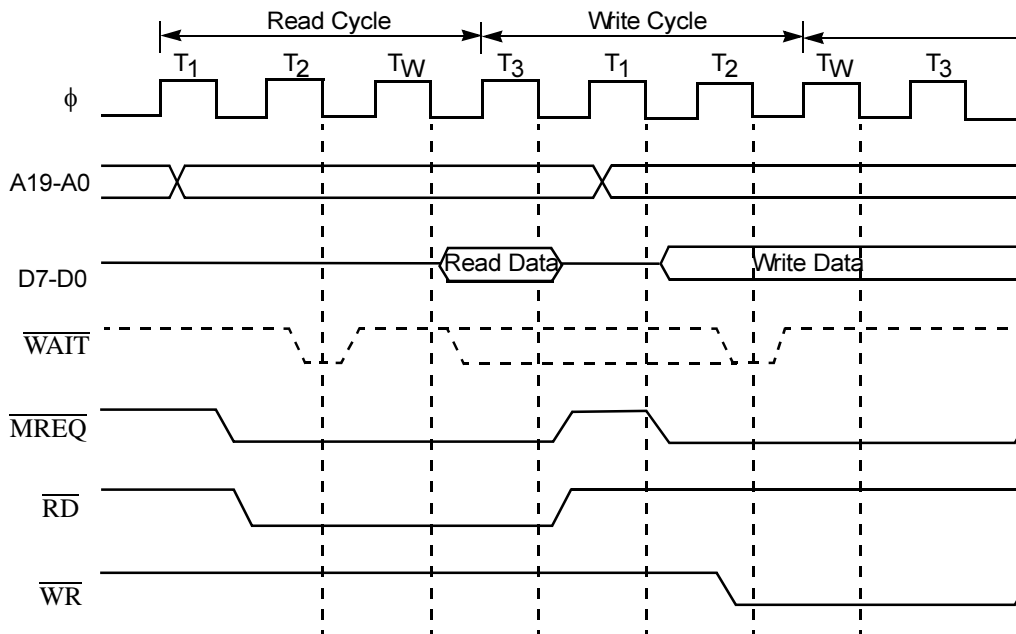 Read Cycle Write Cycle
T1 T2 TW T3 T1 T2 TW T3
ϕ
A19-A0
D7-D0 Read Data Write Data
WAIT
MREQ
RD
WR